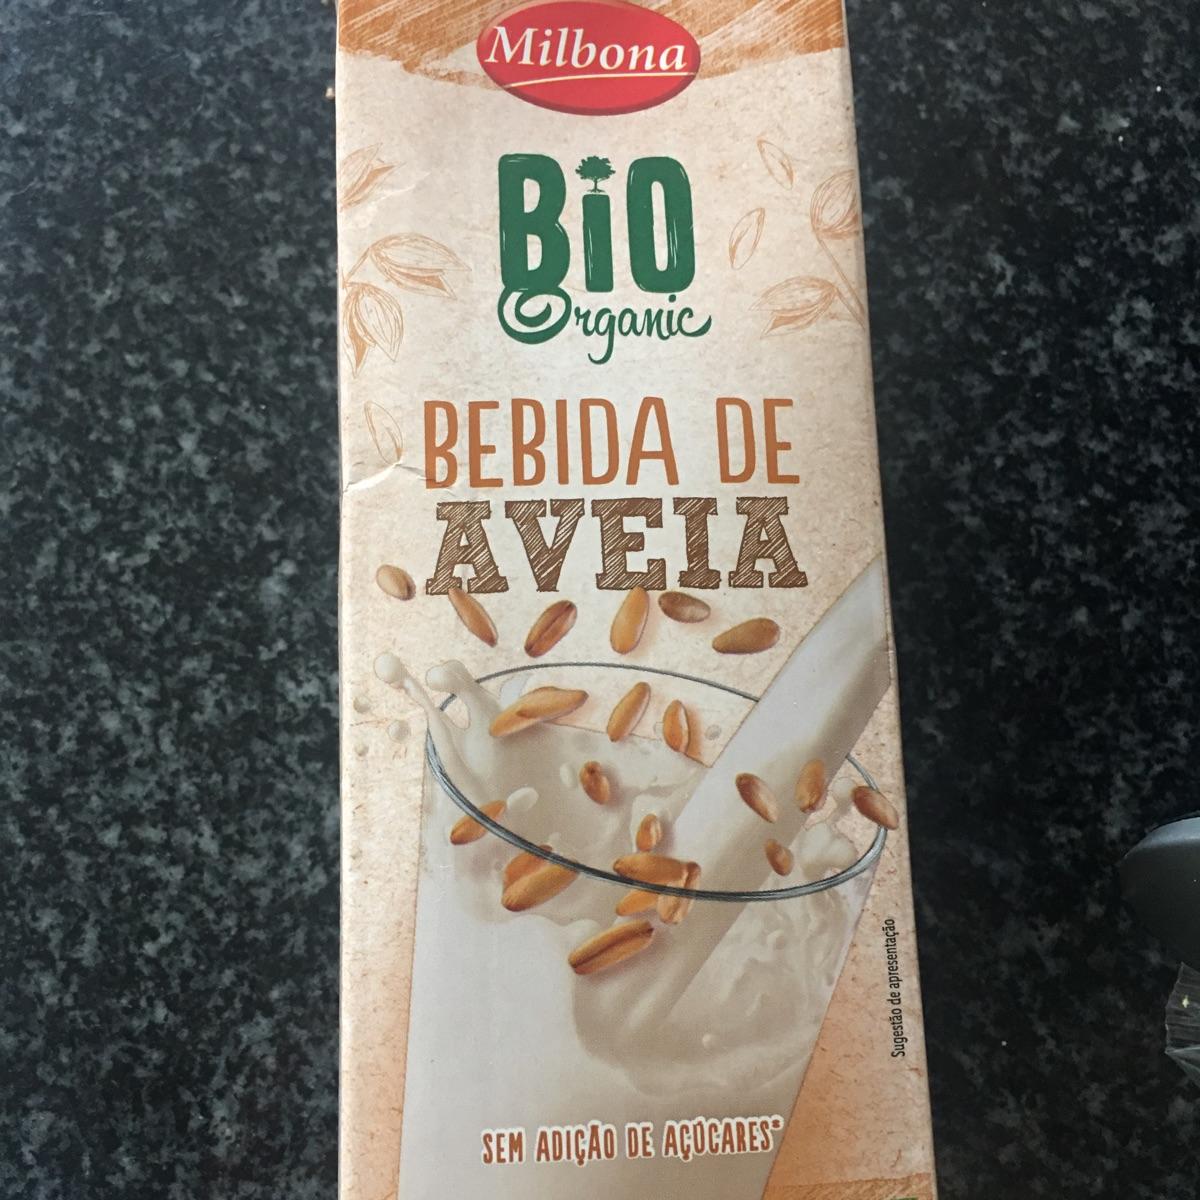 Milbona
BiO
Organic
BEBIDA DE
AVEIA
Sugestão de apresentação
SEM ADIÇÃO DE AÇÚCARES*